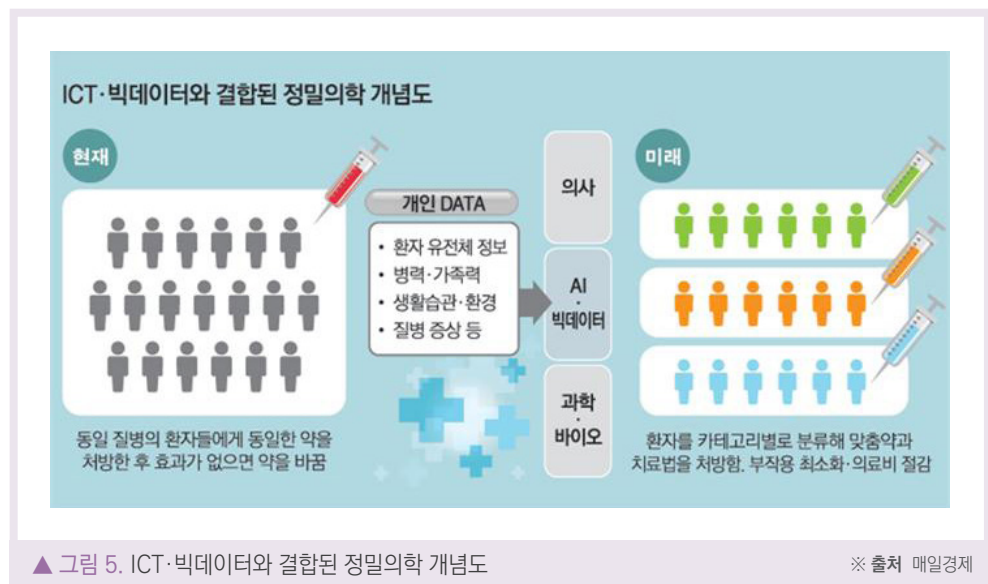 ICT·빅데이터와 결합된 정밀의학 개념도
현재
동일 질병의 환자들에게 동일한 약을
처방한 후 효과가 없으면 약을 바꿈
개인 DATA
• 환자 유전체 정보
• 병력·가족력
• 생활습관·환경
• 질병 증상 등
의사
AI
·
빅데이터
과학
·
바이오
미래
환자를 카테고리별로 분류해 맞춤약과
치료법을 처방함. 부작용 최소화·의료비 절감
▲ 그림 5. ICT·빅데이터와 결합된 정밀의학 개념도
※ 출처 매일경제